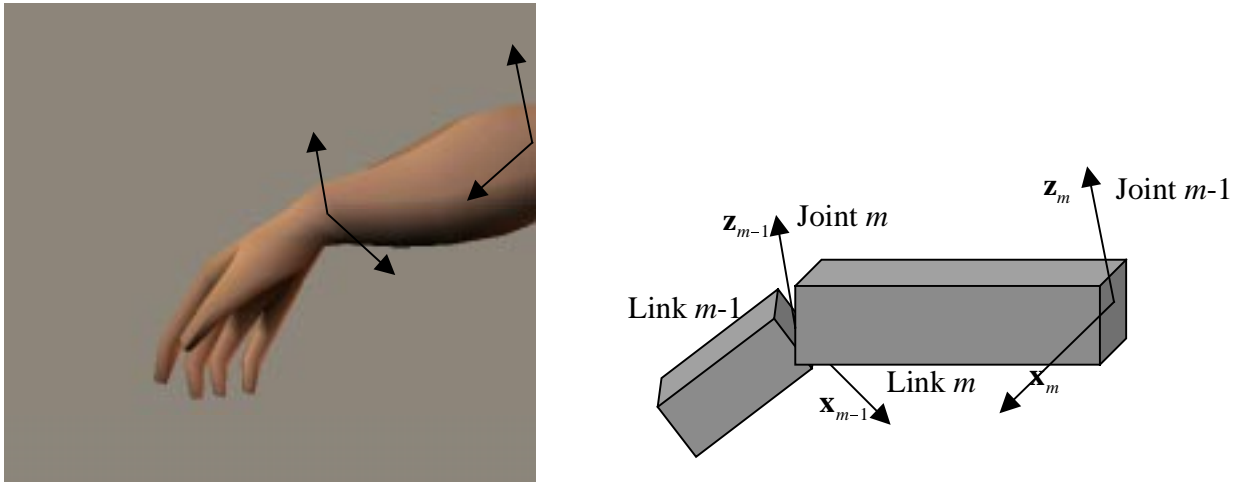 z_m Joint m-1
z_{m-1} Joint m
Link m-1
Link m x_m
x_{m-1}